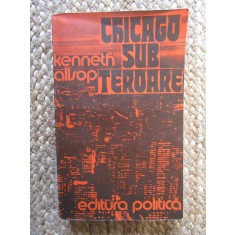 CHICAGO
kenneth SUB
allsop TEROARE
editura politică